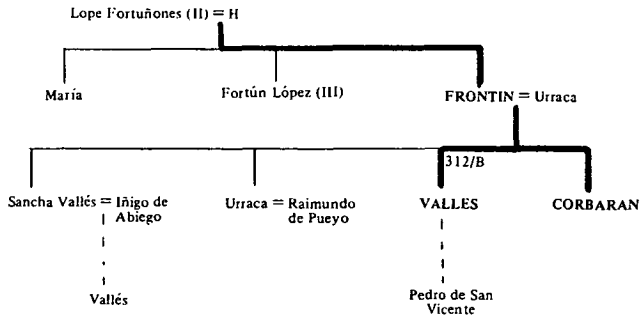 Lope Fortuñones (II) = H
María
Fortún López (III)
FRONTIN = Urraca
312/B
Sancha Vallés = Iñigo de
Abiego
Urraca = Raimundo
de Pueyo
VALLES
CORBARAN
Vallés
Pedro de San
Vicente